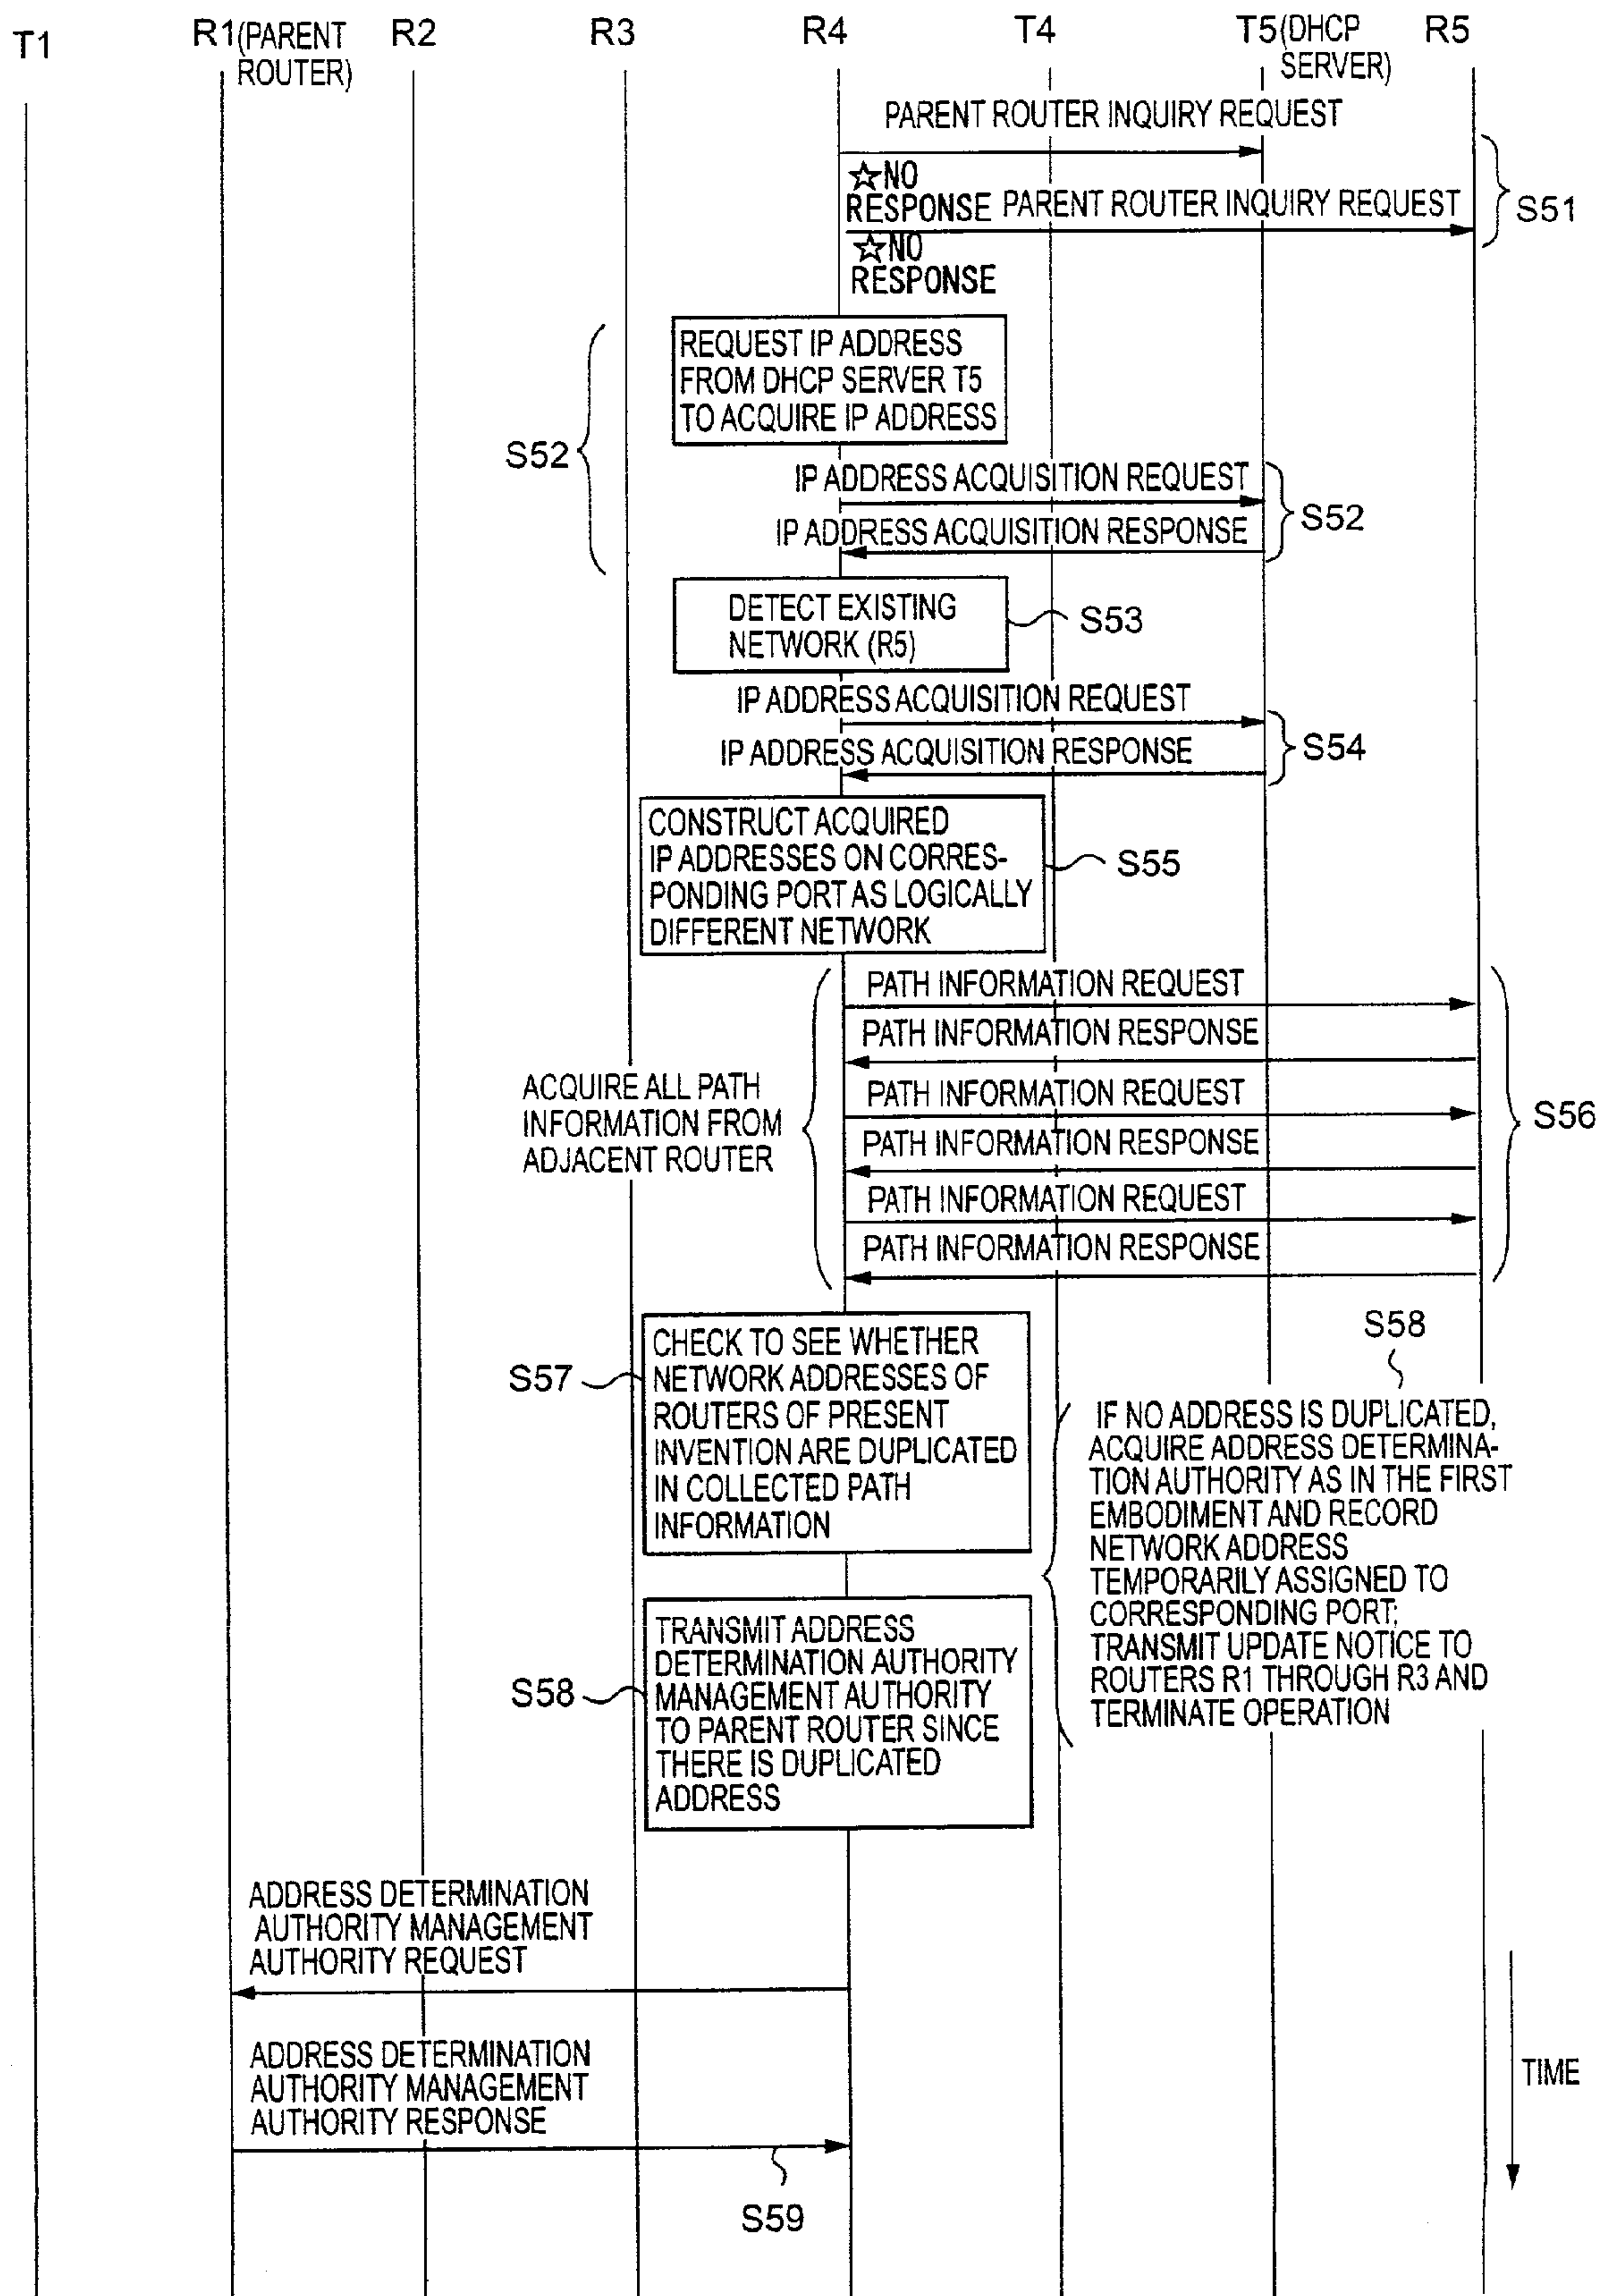 T1
R1(PARENT
ROUTER)
R2
R3
R4
T4
T5(DHCP
SERVER)
R5
PARENT ROUTER INQUIRY REQUEST
☆NO
RESPONSE
PARENT ROUTER INQUIRY REQUEST
S51
☆NO
RESPONSE
REQUEST IP ADDRESS
FROM DHCP SERVER T5
TO ACQUIRE IP ADDRESS
S52
IP ADDRESS ACQUISITION REQUEST
S52
IP ADDRESS ACQUISITION RESPONSE
DETECT EXISTING
NETWORK (R5)
S53
IP ADDRESS ACQUISITION REQUEST
IP ADDRESS ACQUISITION RESPONSE
S54
CONSTRUCT ACQUIRED
IP ADDRESSES ON CORRES-
PONDING PORT AS LOGICALLY
DIFFERENT NETWORK
S55
PATH INFORMATION REQUEST
PATH INFORMATION RESPONSE
ACQUIRE ALL PATH
INFORMATION FROM
ADJACENT ROUTER
PATH INFORMATION REQUEST
PATH INFORMATION RESPONSE
S56
PATH INFORMATION REQUEST
PATH INFORMATION RESPONSE
S57
CHECK TO SEE WHETHER
NETWORK ADDRESSES OF
ROUTERS OF PRESENT
INVENTION ARE DUPLICATED
IN COLLECTED PATH
INFORMATION
S58
IF NO ADDRESS IS DUPLICATED,
ACQUIRE ADDRESS DETERMINA-
TION AUTHORITY AS IN THE FIRST
EMBODIMENT AND RECORD
NETWORK ADDRESS
TEMPORARILY ASSIGNED TO
CORRESPONDING PORT;
TRANSMIT UPDATE NOTICE TO
ROUTERS R1 THROUGH R3 AND
TERMINATE OPERATION
S58
TRANSMIT ADDRESS
DETERMINATION AUTHORITY
MANAGEMENT AUTHORITY
TO PARENT ROUTER SINCE
THERE IS DUPLICATED
ADDRESS
ADDRESS DETERMINATION
AUTHORITY MANAGEMENT
AUTHORITY REQUEST
ADDRESS DETERMINATION
AUTHORITY MANAGEMENT
AUTHORITY RESPONSE
TIME
S59